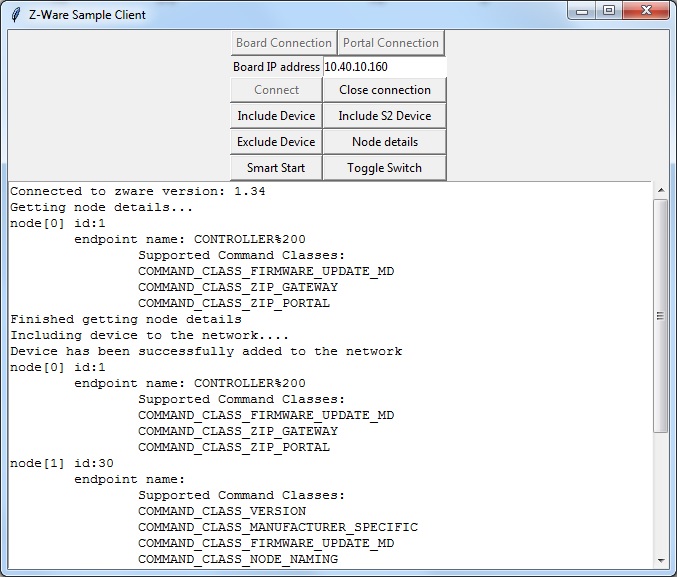 Z-Ware Sample Client
Board Connection Portal Connection
Board IP address 10.40.10.160
Connect Close connection
Include Device Include S2 Device
Exclude Device Node details
Smart Start Toggle Switch
Connected to zware version: 1.34
Getting node details...
node[0] id:1
endpoint name: CONTROLLER%200
Supported Command Classes:
COMMAND_CLASS_FIRMWARE_UPDATE_MD
COMMAND_CLASS_ZIP_GATEWAY
COMMAND_CLASS_ZIP_PORTAL
Finished getting node details
Including device to the network....
Device has been successfully added to the network
node[0] id:1
endpoint name: CONTROLLER%200
Supported Command Classes:
COMMAND_CLASS_FIRMWARE_UPDATE_MD
COMMAND_CLASS_ZIP_GATEWAY
COMMAND_CLASS_ZIP_PORTAL
node[1] id:30
endpoint name:
Supported Command Classes:
COMMAND_CLASS_VERSION
COMMAND_CLASS_MANUFACTURER_SPECIFIC
COMMAND_CLASS_FIRMWARE_UPDATE_MD
COMMAND_CLASS_NODE_NAMING